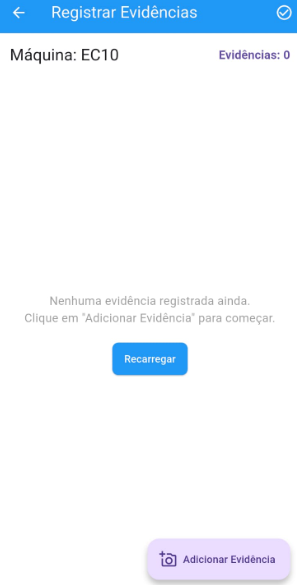 Registrar Evidências
Máquina: EC10
Evidências: 0
Nenhuma evidência registrada ainda.
Clique em "Adicionar Evidência" para começar.
Recarregar
Adicionar Evidência